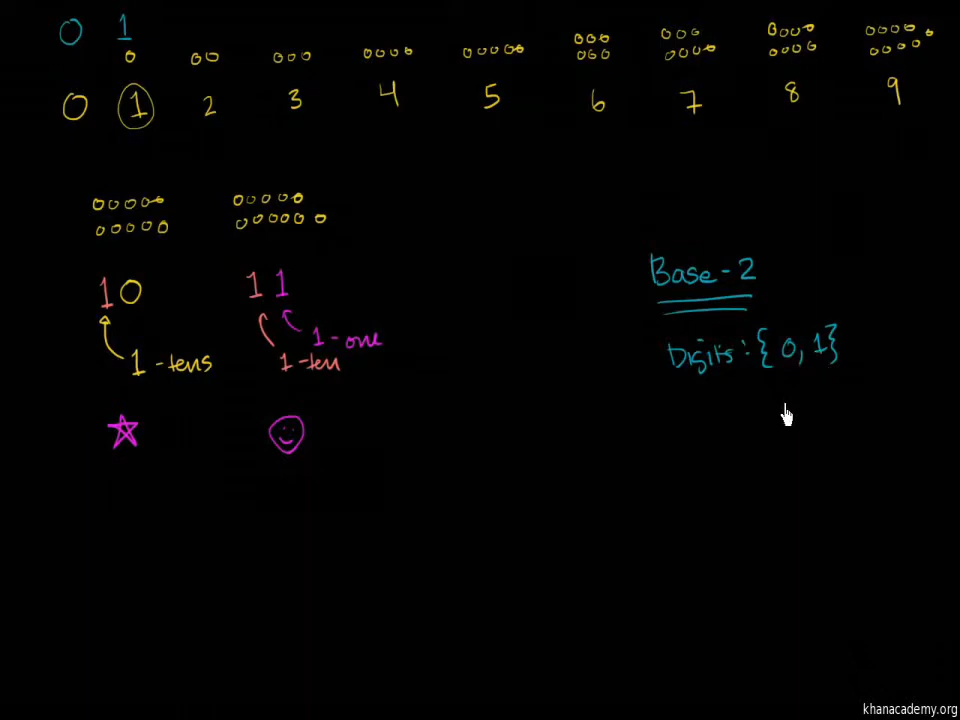 0 1
0 1 2 3 4 5 6 7 8 9
10 11
1-one
1-tens 1-ten
Base-2
Digits: { 0, 1}
khanacademy.org